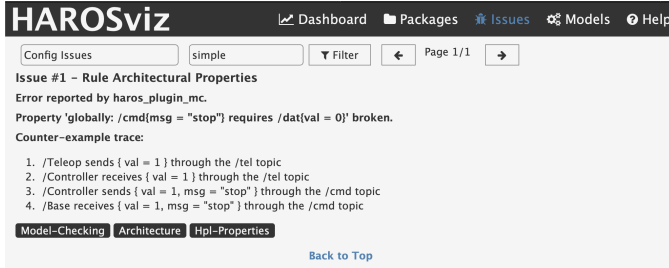 HAROSviz Dashboard Packages Issues Models Help
Config Issues simple Filter Page 1/1
Issue #1 – Rule Architectural Properties
Error reported by haros_plugin_mc.
Property 'globally: /cmd{msg = "stop"} requires /dat{val = 0}' broken.
Counter-example trace:
1. /Teleop sends { val = 1 } through the /tel topic
2. /Controller receives { val = 1 } through the /tel topic
3. /Controller sends { val = 1, msg = "stop" } through the /cmd topic
4. /Base receives { val = 1, msg = "stop" } through the /cmd topic
Model-Checking Architecture Hpl-Properties
Back to Top